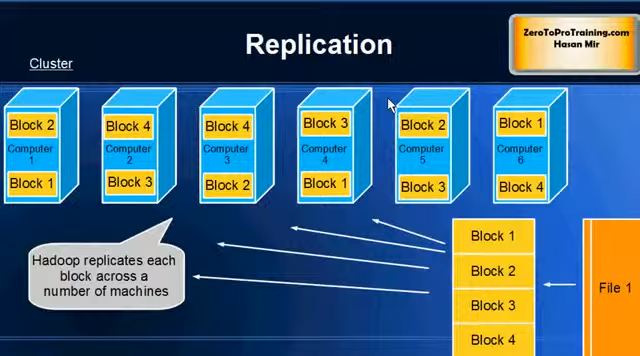 Replication
ZeroToProTraining.com
Hasan Mir
Cluster
Block 2
Computer
1
Block 1
Block 4
Computer
2
Block 3
Block 4
Computer
3
Block 2
Block 3
Computer
4
Block 1
Block 2
Computer
5
Block 3
Block 1
Computer
6
Block 4
Hadoop replicates each
block across a
number of machines
Block 1
Block 2
Block 3
Block 4
File 1